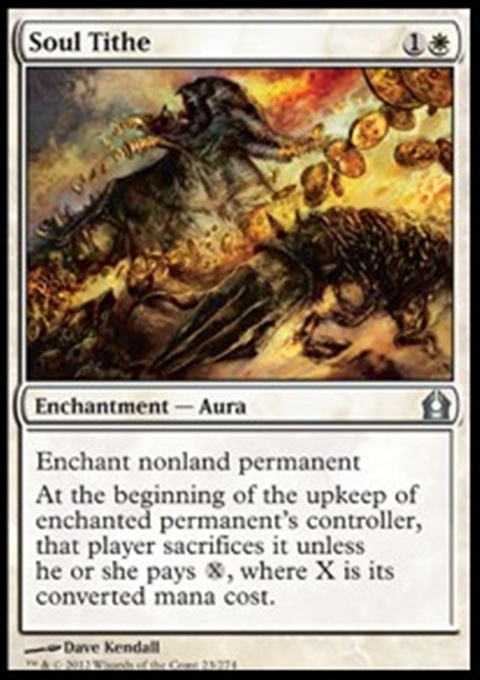 Soul Tithe 1
Enchantment — Aura
Enchant nonland permanent
At the beginning of the upkeep of
enchanted permanent's controller,
that player sacrifices it unless
he or she pays X, where X is its
converted mana cost.
Dave Kendall
™ & © 2012 Wizards of the Coast 23/274